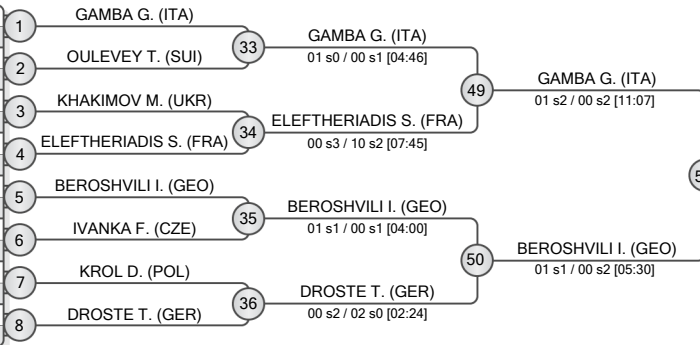 1
GAMBA G. (ITA)
2
OULEVEY T. (SUI)
33
GAMBA G. (ITA)
01 s0 / 00 s1 [04:46]
3
KHAKIMOV M. (UKR)
4
ELEFTHERIADIS S. (FRA)
34
ELEFTHERIADIS S. (FRA)
00 s3 / 10 s2 [07:45]
49
GAMBA G. (ITA)
01 s2 / 00 s2 [11:07]
5
BEROSHVILI I. (GEO)
6
IVANKA F. (CZE)
35
BEROSHVILI I. (GEO)
01 s1 / 00 s1 [04:00]
7
KROL D. (POL)
8
DROSTE T. (GER)
36
DROSTE T. (GER)
00 s2 / 02 s0 [02:24]
50
BEROSHVILI I. (GEO)
01 s1 / 00 s2 [05:30]